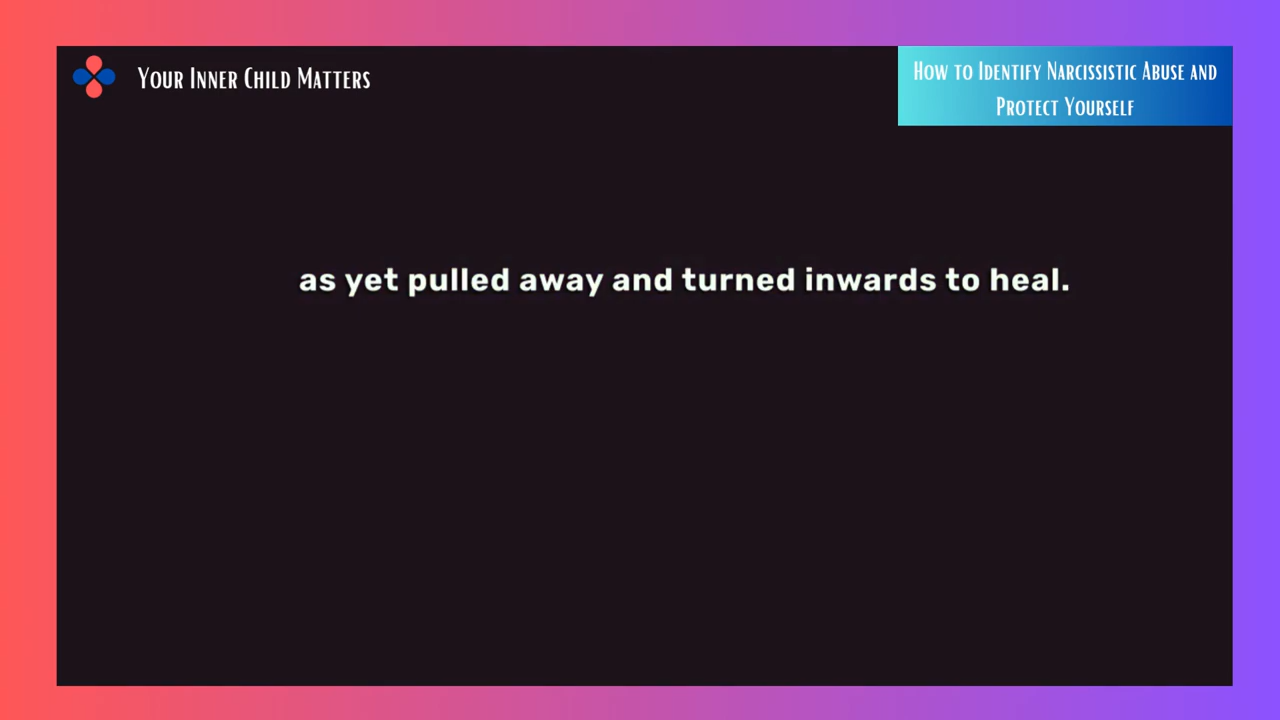 Your Inner Child Matters
How to Identify Narcissistic Abuse and
Protect Yourself
as yet pulled away and turned inwards to heal.